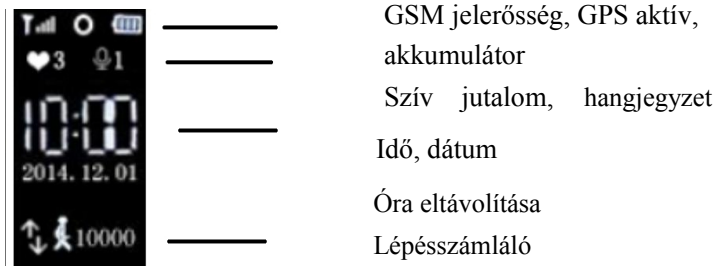 GSM jelerősség, GPS aktív,
akkumulátor
3 1
Szív jutalom, hangjegyzet
10:00
Idő, dátum
2014. 12. 01
Óra eltávolítása
10000
Lépésszámláló